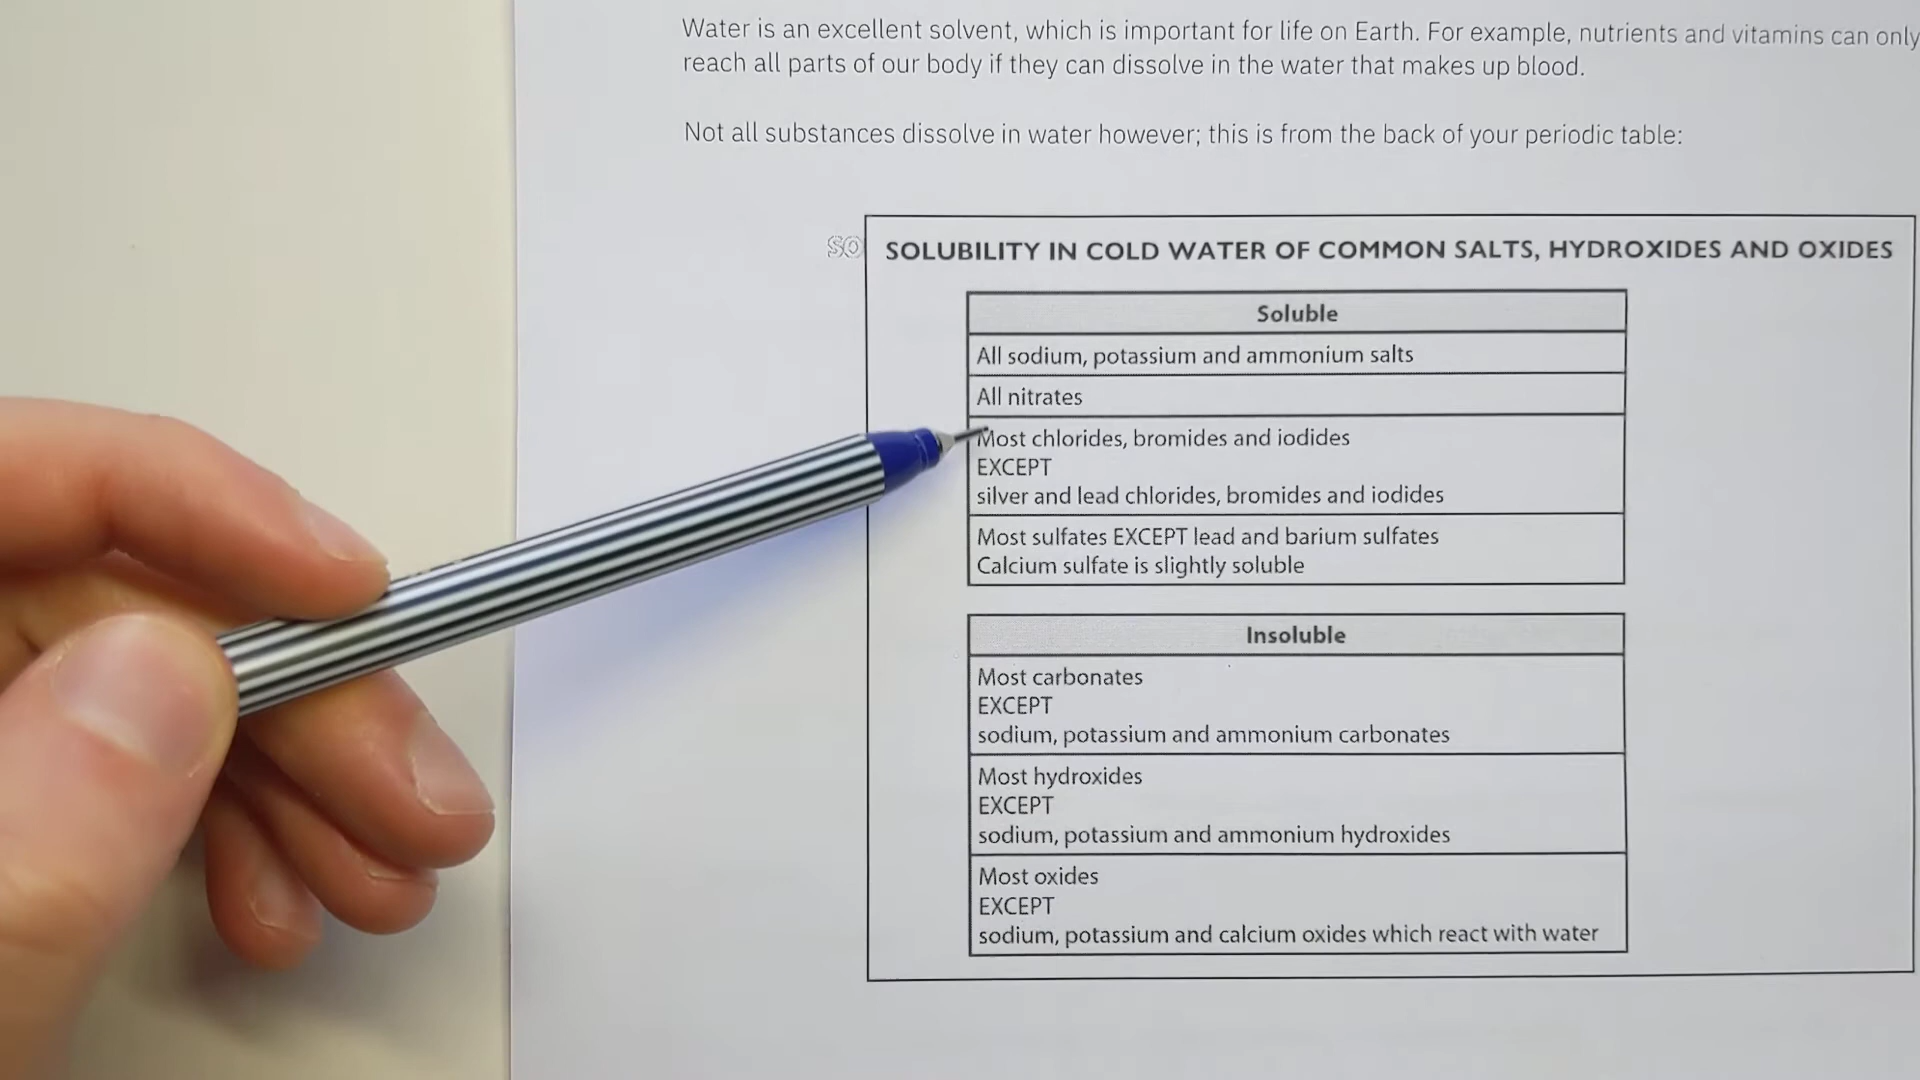 Water is an excellent solvent, which is important for life on Earth. For example, nutrients and vitamins can only
reach all parts of our body if they can dissolve in the water that makes up blood.
Not all substances dissolve in water however; this is from the back of your periodic table:
SO
SOLUBILITY IN COLD WATER OF COMMON SALTS, HYDROXIDES AND OXIDES
Soluble
All sodium, potassium and ammonium salts
All nitrates
Most chlorides, bromides and iodides
EXCEPT
silver and lead chlorides, bromides and iodides
Most sulfates EXCEPT lead and barium sulfates
Calcium sulfate is slightly soluble
Insoluble
Most carbonates
EXCEPT
sodium, potassium and ammonium carbonates
Most hydroxides
EXCEPT
sodium, potassium and ammonium hydroxides
Most oxides
EXCEPT
sodium, potassium and calcium oxides which react with water